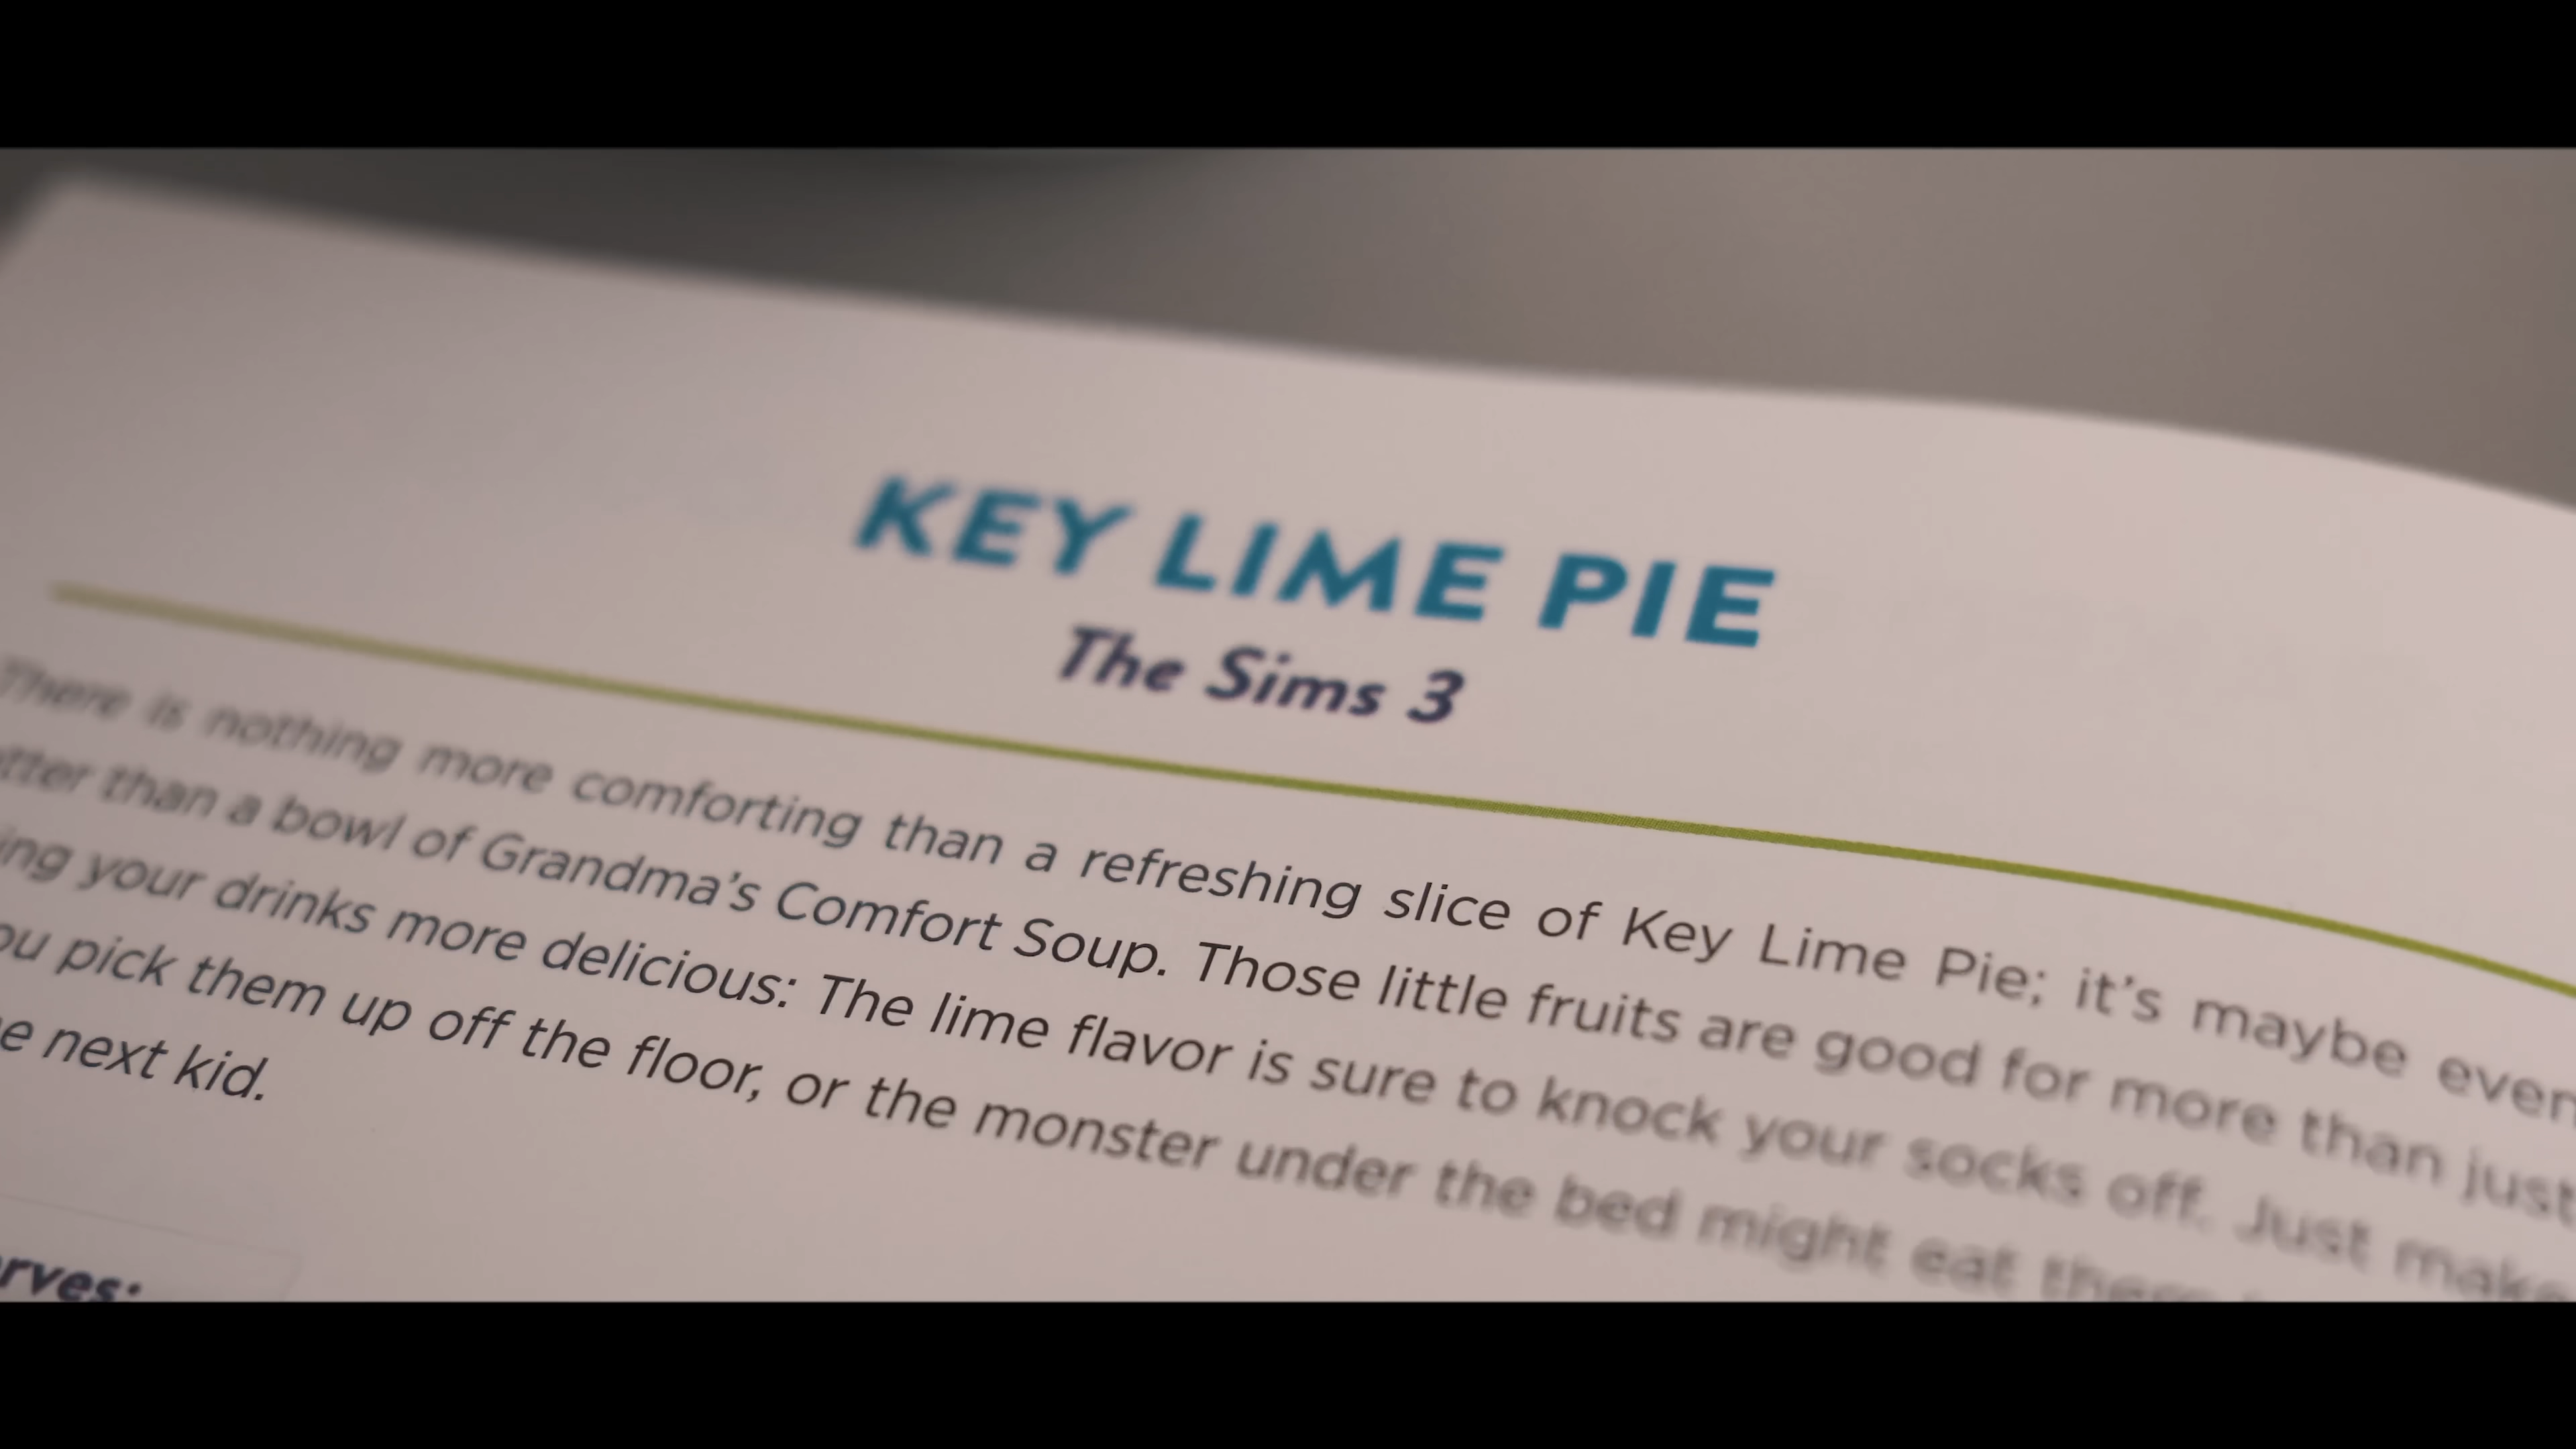 KEY LIME PIE
The Sims 3
There is nothing more comforting than a refreshing slice of Key Lime Pie; it's maybe even
tter than a bowl of Grandma's Comfort Soup. Those little fruits are good for more than just
ing your drinks more delicious: The lime flavor is sure to knock your socks off. Just make
ou pick them up off the floor, or the monster under the bed might eat them
e next kid.
rves: